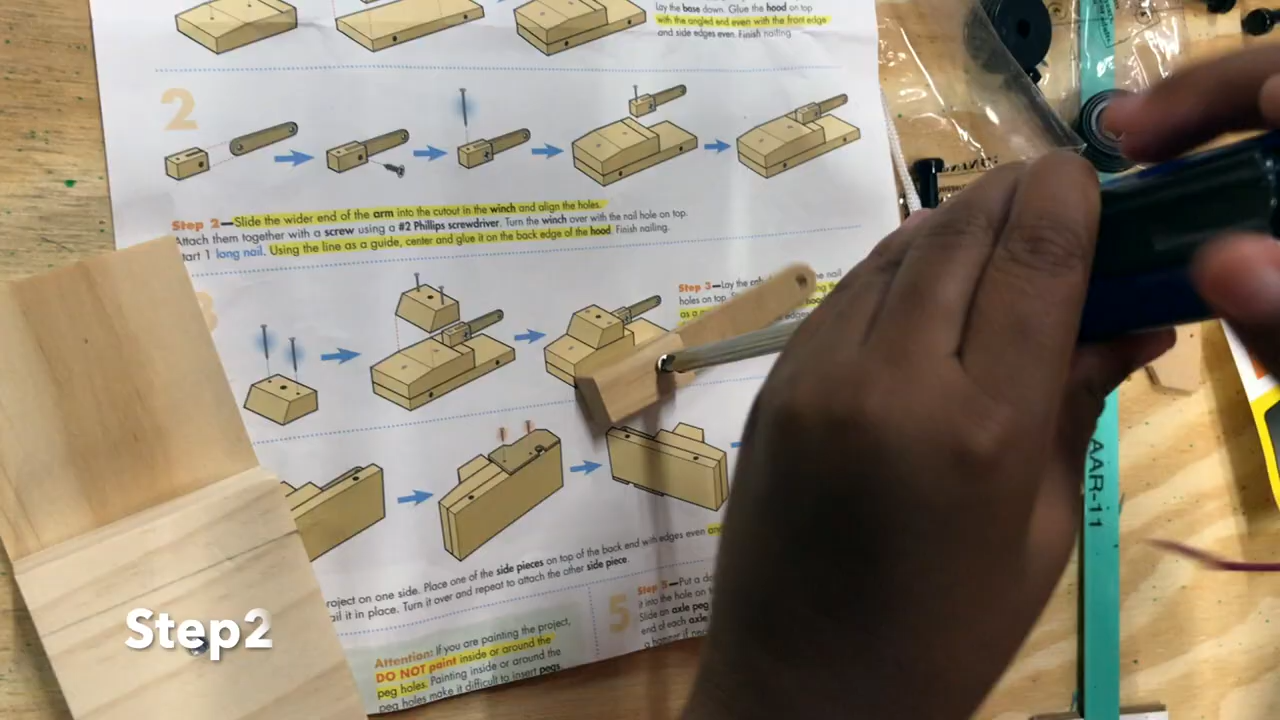 Lay the base down. Glue the hood on top
with the angled end even with the front edge
and side edges even. Finish nailing.
2
Step 2—Slide the wider end of the arm into the cutout in the winch and align the holes.
Attach them together with a screw using a #2 Phillips screwdriver. Turn the winch over with the nail hole on top.
tart 1 long nail. Using the line as a guide, center and glue it on the back edge of the hood. Finish nailing.
Step 3—Lay the nail
holes on top.
as a
roject on one side. Place one of the side pieces on top of the back end with edges even
ail it in place. Turn it over and repeat to attach the other side piece.
Attention: If you are painting the project,
DO NOT paint inside or around the
peg holes. Painting inside or around the
peg holes make it difficult to insert pegs.
5
Step 5—Put a
it into the hole on
Slide an axle peg
end of each axle
a hammer if
AAR-11
Step2